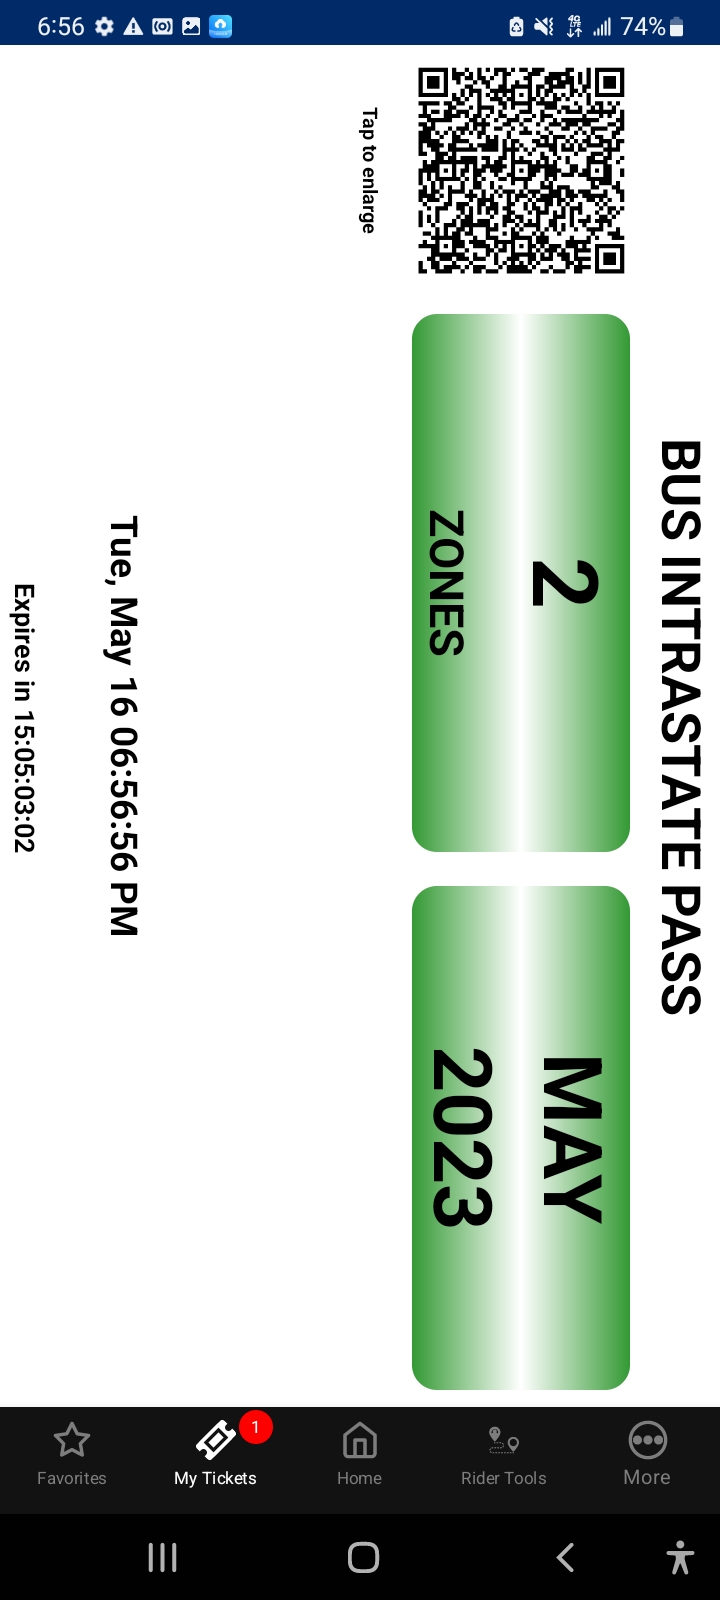 6:56
74%
BUS INTRASTATE PASS
Tap to enlarge
2
ZONES
MAY
2023
Tue, May 16 06:56:56 PM
Expires in 15:05:03:02
Favorites
My Tickets
1
Home
Rider Tools
More